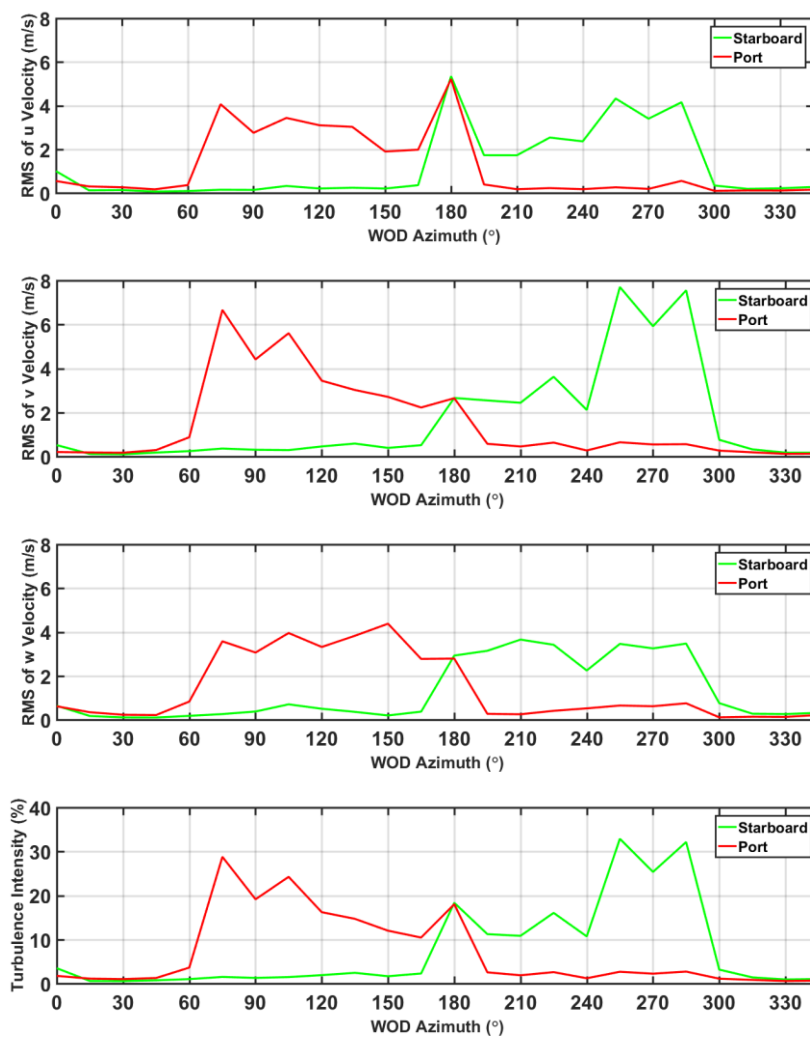 RMS of u Velocity (m/s)
8
6
4
2
0
Starboard
Port
0 30 60 90 120 150 180 210 240 270 300 330
WOD Azimuth (°)
RMS of v Velocity (m/s)
8
6
4
2
0
Starboard
Port
0 30 60 90 120 150 180 210 240 270 300 330
WOD Azimuth (°)
RMS of w Velocity (m/s)
8
6
4
2
0
Starboard
Port
0 30 60 90 120 150 180 210 240 270 300 330
WOD Azimuth (°)
Turbulence Intensity (%)
40
30
20
10
0
Starboard
Port
0 30 60 90 120 150 180 210 240 270 300 330
WOD Azimuth (°)